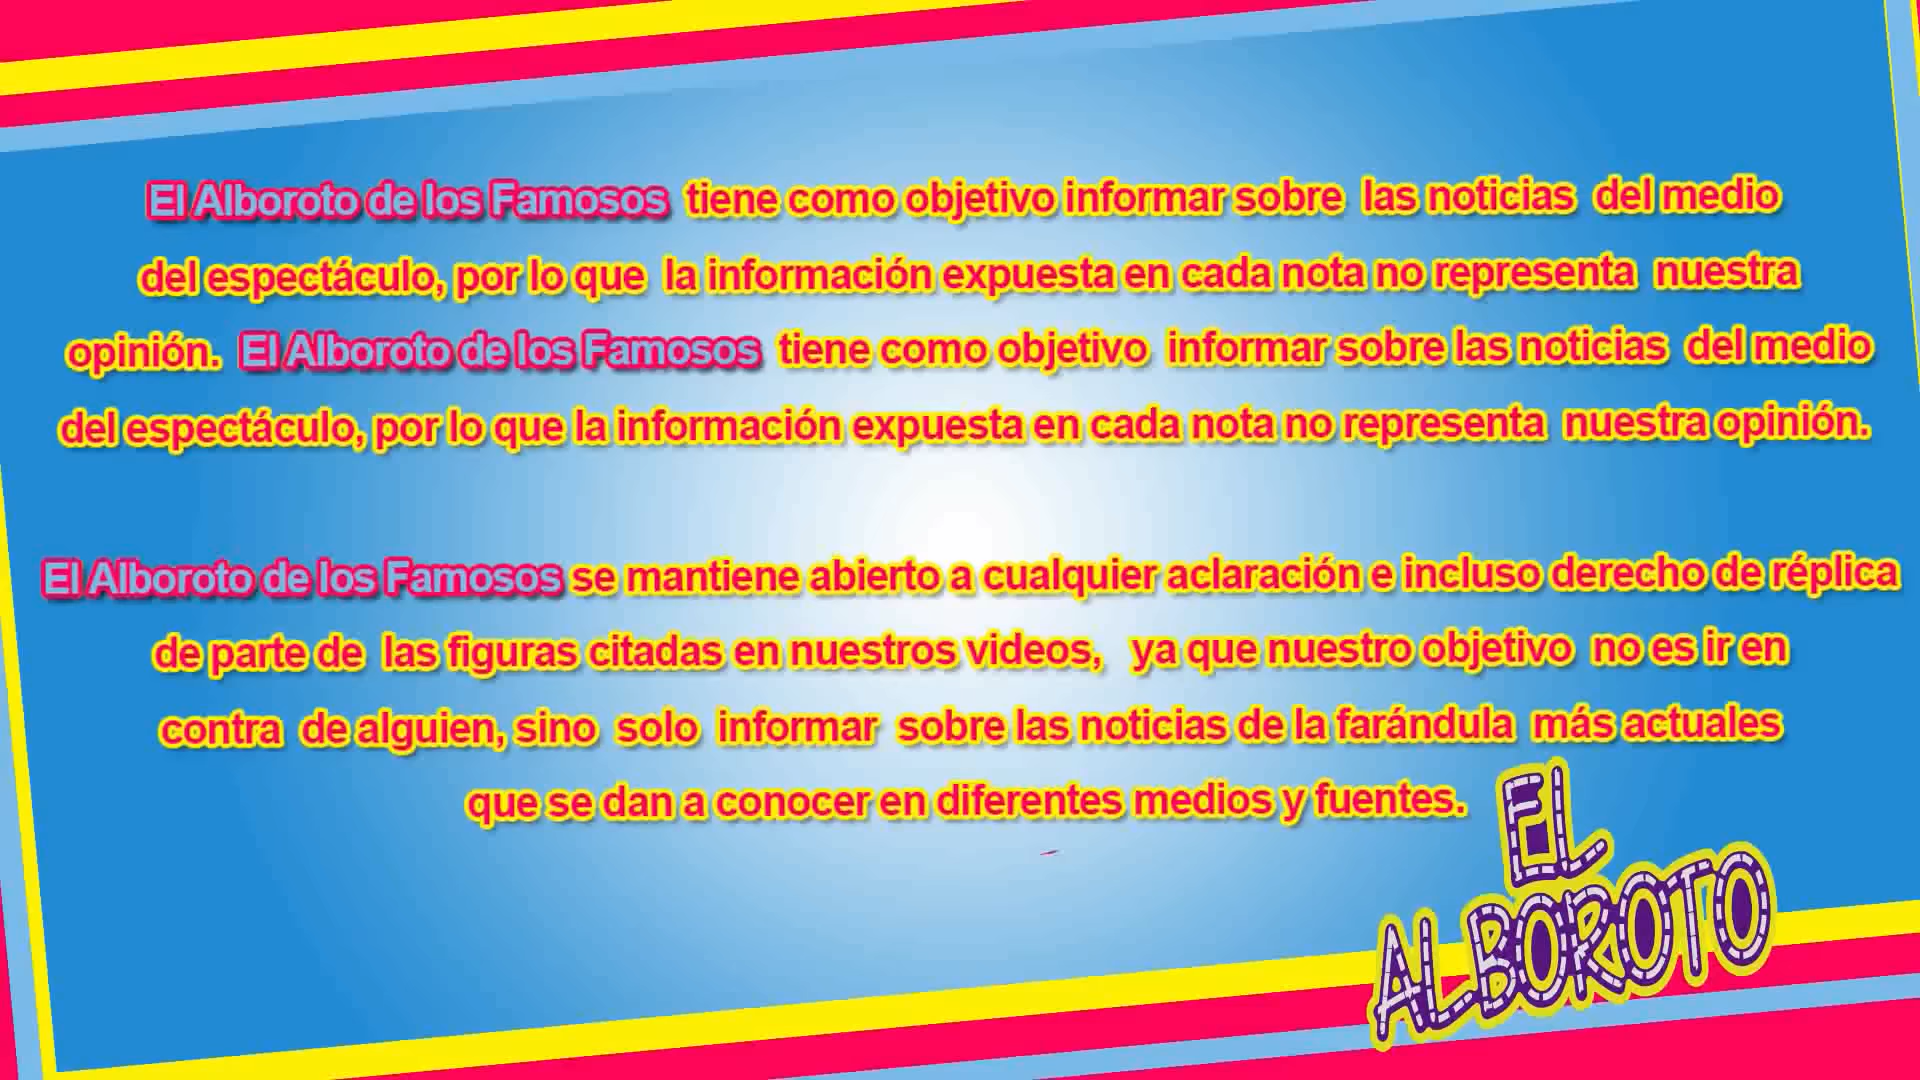 El Alboroto de los Famosos tiene como objetivo informar sobre las noticias del medio
del espectáculo, por lo que la información expuesta en cada nota no representa nuestra
opinión. El Alboroto de los Famosos tiene como objetivo informar sobre las noticias del medio
del espectáculo, por lo que la información expuesta en cada nota no representa nuestra opinión.
El Alboroto de los Famosos se mantiene abierto a cualquier aclaración e incluso derecho de réplica
de parte de las figuras citadas en nuestros videos, ya que nuestro objetivo no es ir en
contra de alguien, sino solo informar sobre las noticias de la farándula más actuales
que se dan a conocer en diferentes medios y fuentes.
EL
ALBOROTO